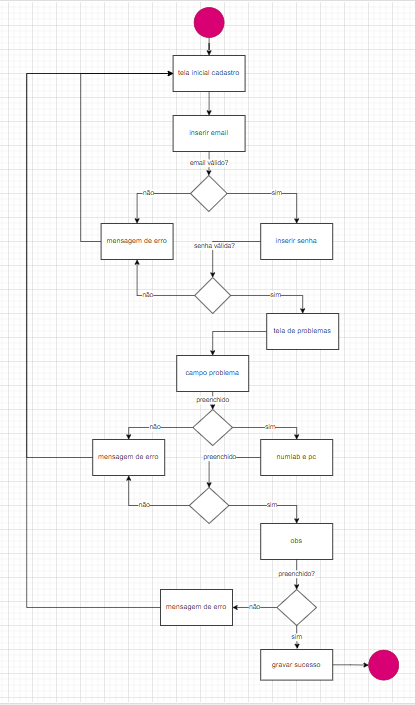 tela inicial cadastro
inserir email
email válido?
não
sim
mensagem de erro
inserir senha
senha válida?
não
sim
tela de problemas
campo problema
preenchido
não
sim
mensagem de erro
preenchido
numlab e pc
não
sim
obs
preenchido?
mensagem de erro
não
sim
gravar sucesso